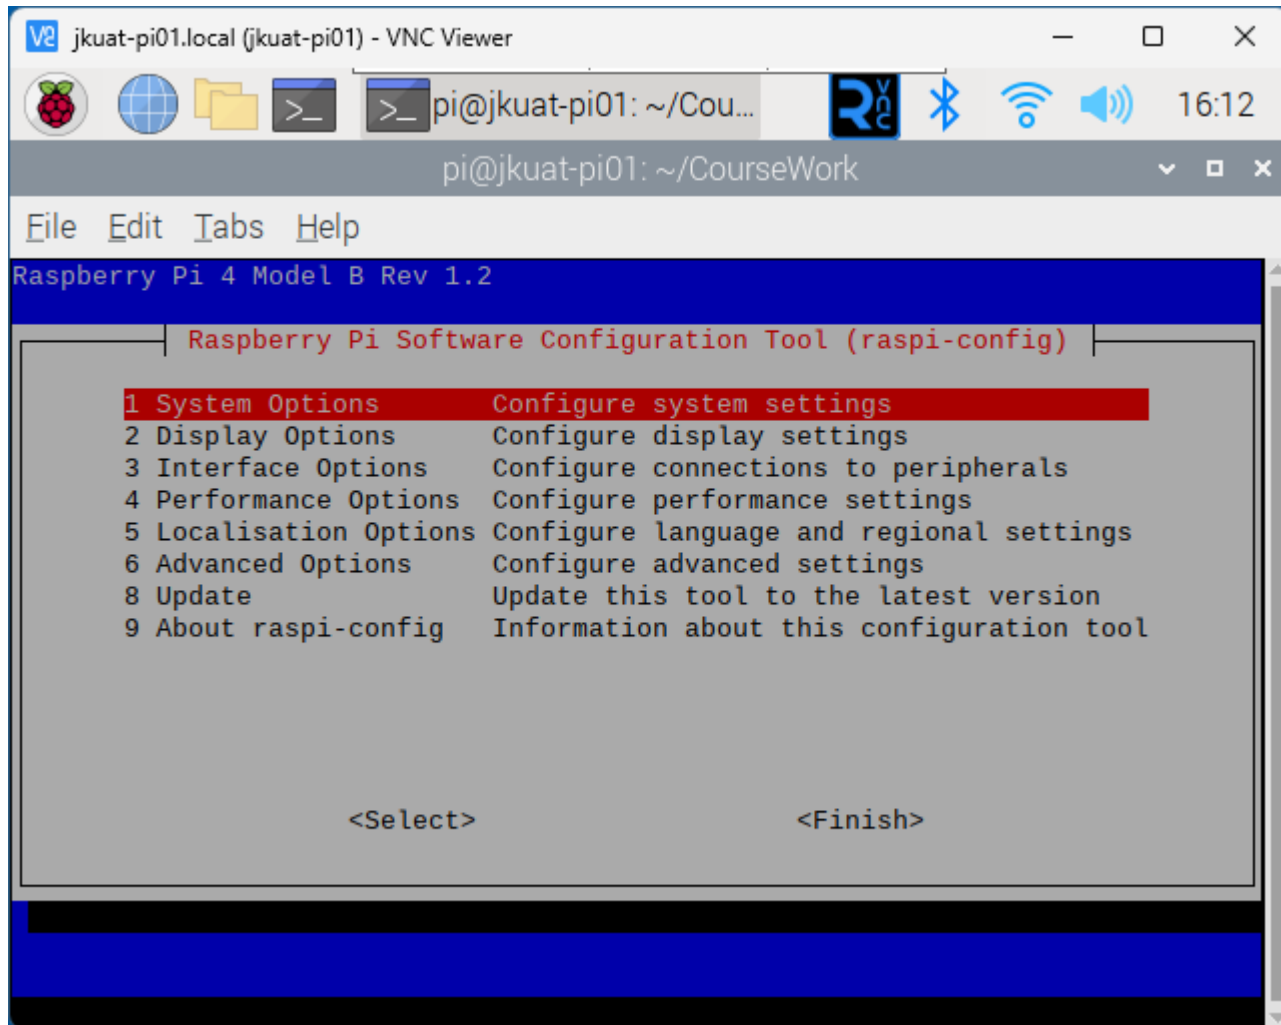 jkuat-pi01.local (jkuat-pi01) - VNC Viewer
pi@jkuat-pi01: ~/Cou... 16:12
pi@jkuat-pi01: ~/CourseWork
File Edit Tabs Help
Raspberry Pi 4 Model B Rev 1.2
Raspberry Pi Software Configuration Tool (raspi-config)
1 System Options Configure system settings
2 Display Options Configure display settings
3 Interface Options Configure connections to peripherals
4 Performance Options Configure performance settings
5 Localisation Options Configure language and regional settings
6 Advanced Options Configure advanced settings
8 Update Update this tool to the latest version
9 About raspi-config Information about this configuration tool
<Select> <Finish>